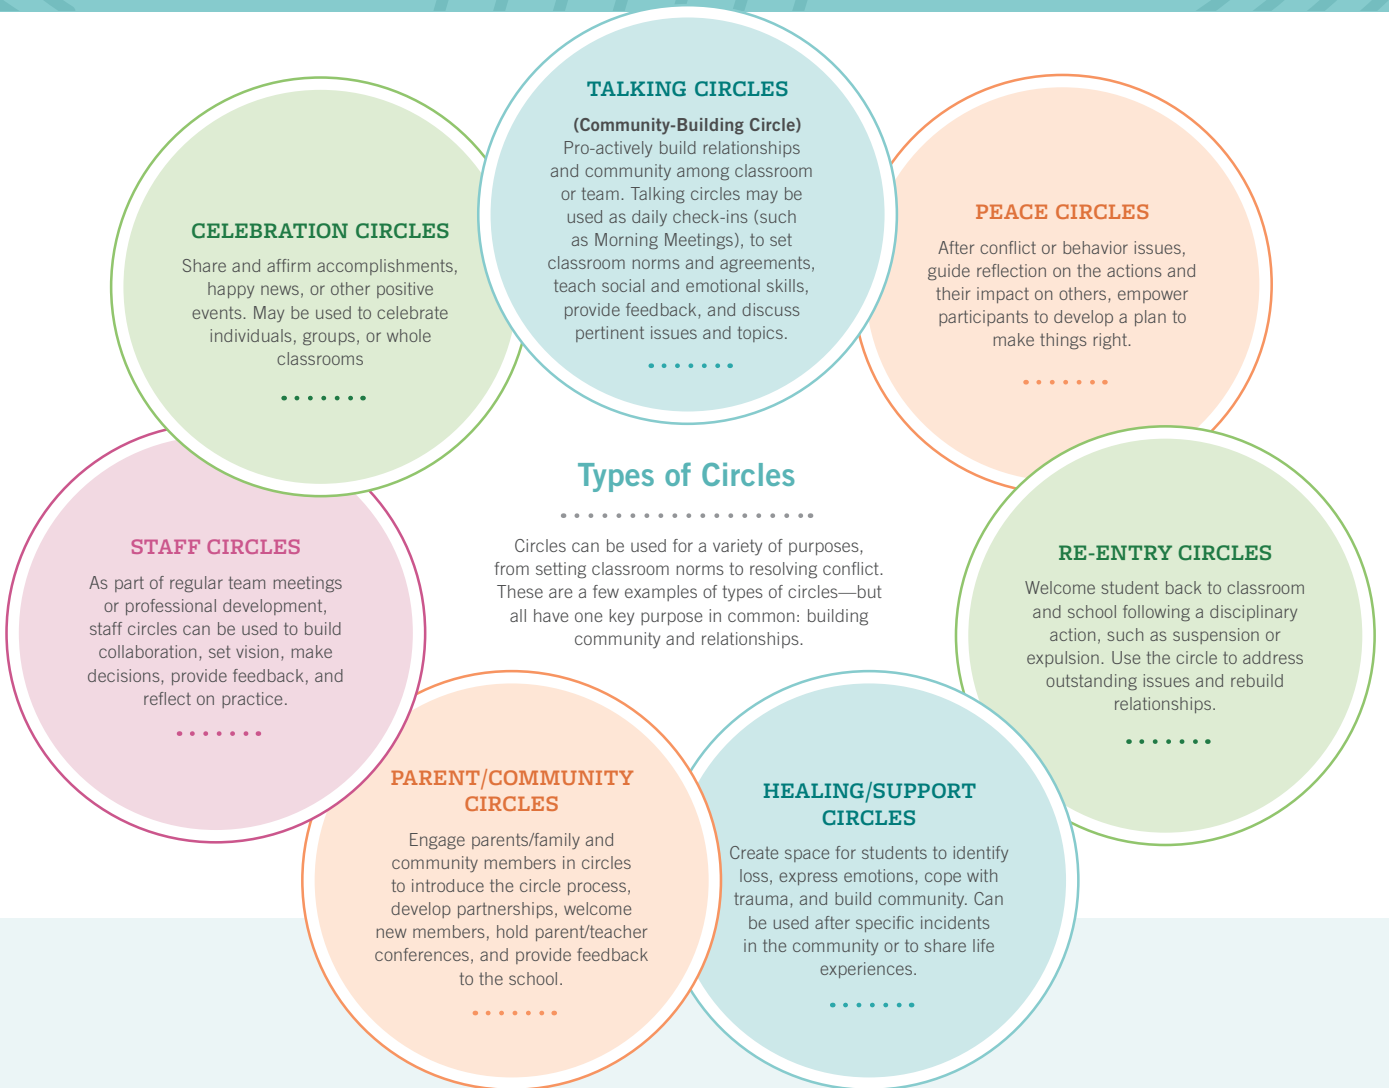 TALKING CIRCLES
(Community-Building Circle)
Pro-actively build relationships
and community among classroom
or team. Talking circles may be
used as daily check-ins (such
as Morning Meetings), to set
classroom norms and agreements,
teach social and emotional skills,
provide feedback, and discuss
pertinent issues and topics.
PEACE CIRCLES
After conflict or behavior issues,
guide reflection on the actions and
their impact on others, empower
participants to develop a plan to
make things right.
RE-ENTRY CIRCLES
Welcome student back to classroom
and school following a disciplinary
action, such as suspension or
expulsion. Use the circle to address
outstanding issues and rebuild
relationships.
HEALING/SUPPORT
CIRCLES
Create space for students to identify
loss, express emotions, cope with
trauma, and build community. Can
be used after specific incidents
in the community or to share life
experiences.
PARENT/COMMUNITY
CIRCLES
Engage parents/family and
community members in circles
to introduce the circle process,
develop partnerships, welcome
new members, hold parent/teacher
conferences, and provide feedback
to the school.
STAFF CIRCLES
As part of regular team meetings
or professional development,
staff circles can be used to build
collaboration, set vision, make
decisions, provide feedback, and
reflect on practice.
CELEBRATION CIRCLES
Share and affirm accomplishments,
happy news, or other positive
events. May be used to celebrate
individuals, groups, or whole
classrooms
Types of Circles
Circles can be used for a variety of purposes,
from setting classroom norms to resolving conflict.
These are a few examples of types of circles—but
all have one key purpose in common: building
community and relationships.